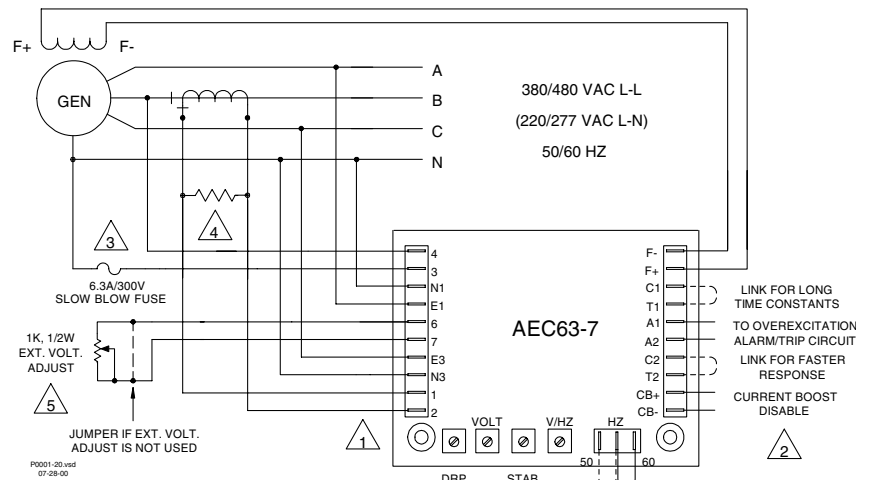 F+
F-
GEN
A
B
C
N
380/480 VAC L-L
(220/277 VAC L-N)
50/60 HZ
3
4
6.3A/300V
SLOW BLOW FUSE
1K, 1/2W
EXT. VOLT.
ADJUST
5
JUMPER IF EXT. VOLT.
ADJUST IS NOT USED
P0001-20.vsd
07-28-00
4
3
N1
E1
6
7
E3
N3
1
2
AEC63-7
F-
F+
C1
T1
A1
A2
C2
T2
CB+
CB-
LINK FOR LONG
TIME CONSTANTS
TO OVEREXCITATION
ALARM/TRIP CIRCUIT
LINK FOR FASTER
RESPONSE
CURRENT BOOST
DISABLE
1
2
VOLT
V/HZ
HZ
50
60
DRP
STAB